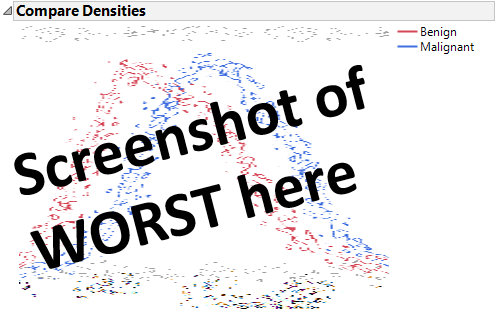 Compare Densities
Benign
Malignant
Screenshot of
WORST here